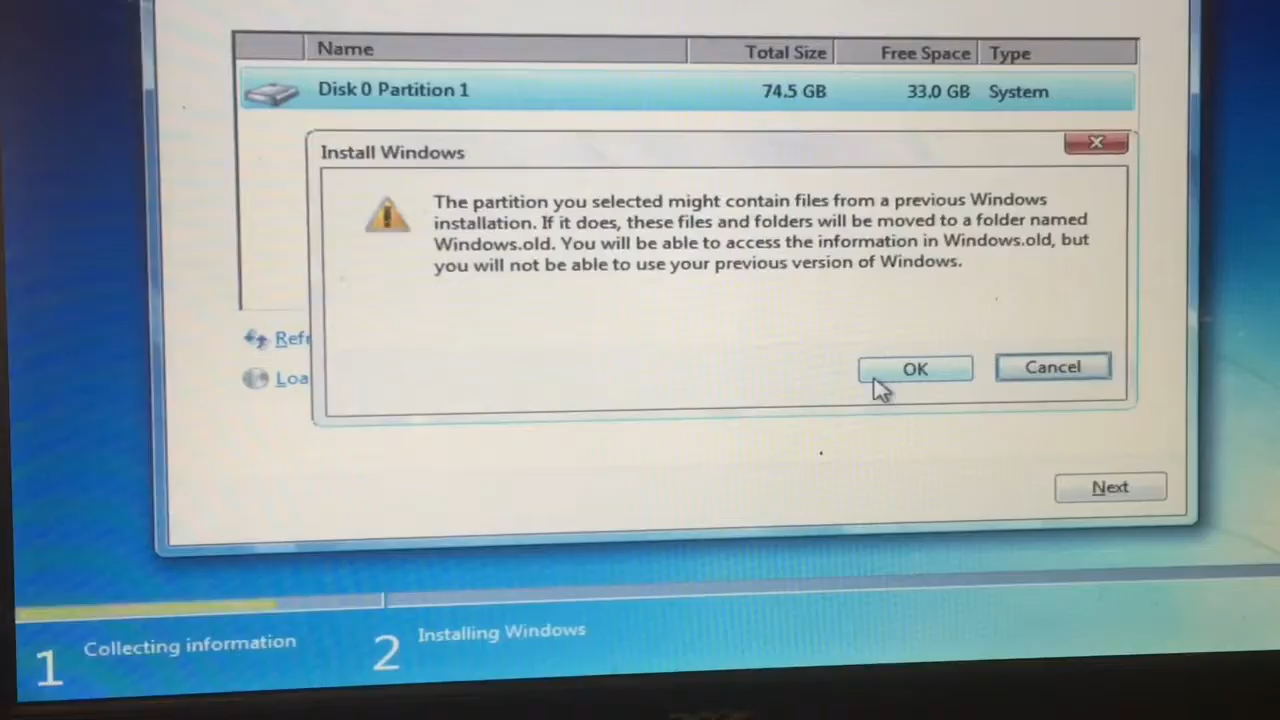 Name Total Size Free Space Type
Disk 0 Partition 1 74.5 GB 33.0 GB System
Install Windows
The partition you selected might contain files from a previous Windows
installation. If it does, these files and folders will be moved to a folder named
Windows.old. You will be able to access the information in Windows.old, but
you will not be able to use your previous version of Windows.
Refr
Loa
OK Cancel
Next
1 Collecting information 2 Installing Windows